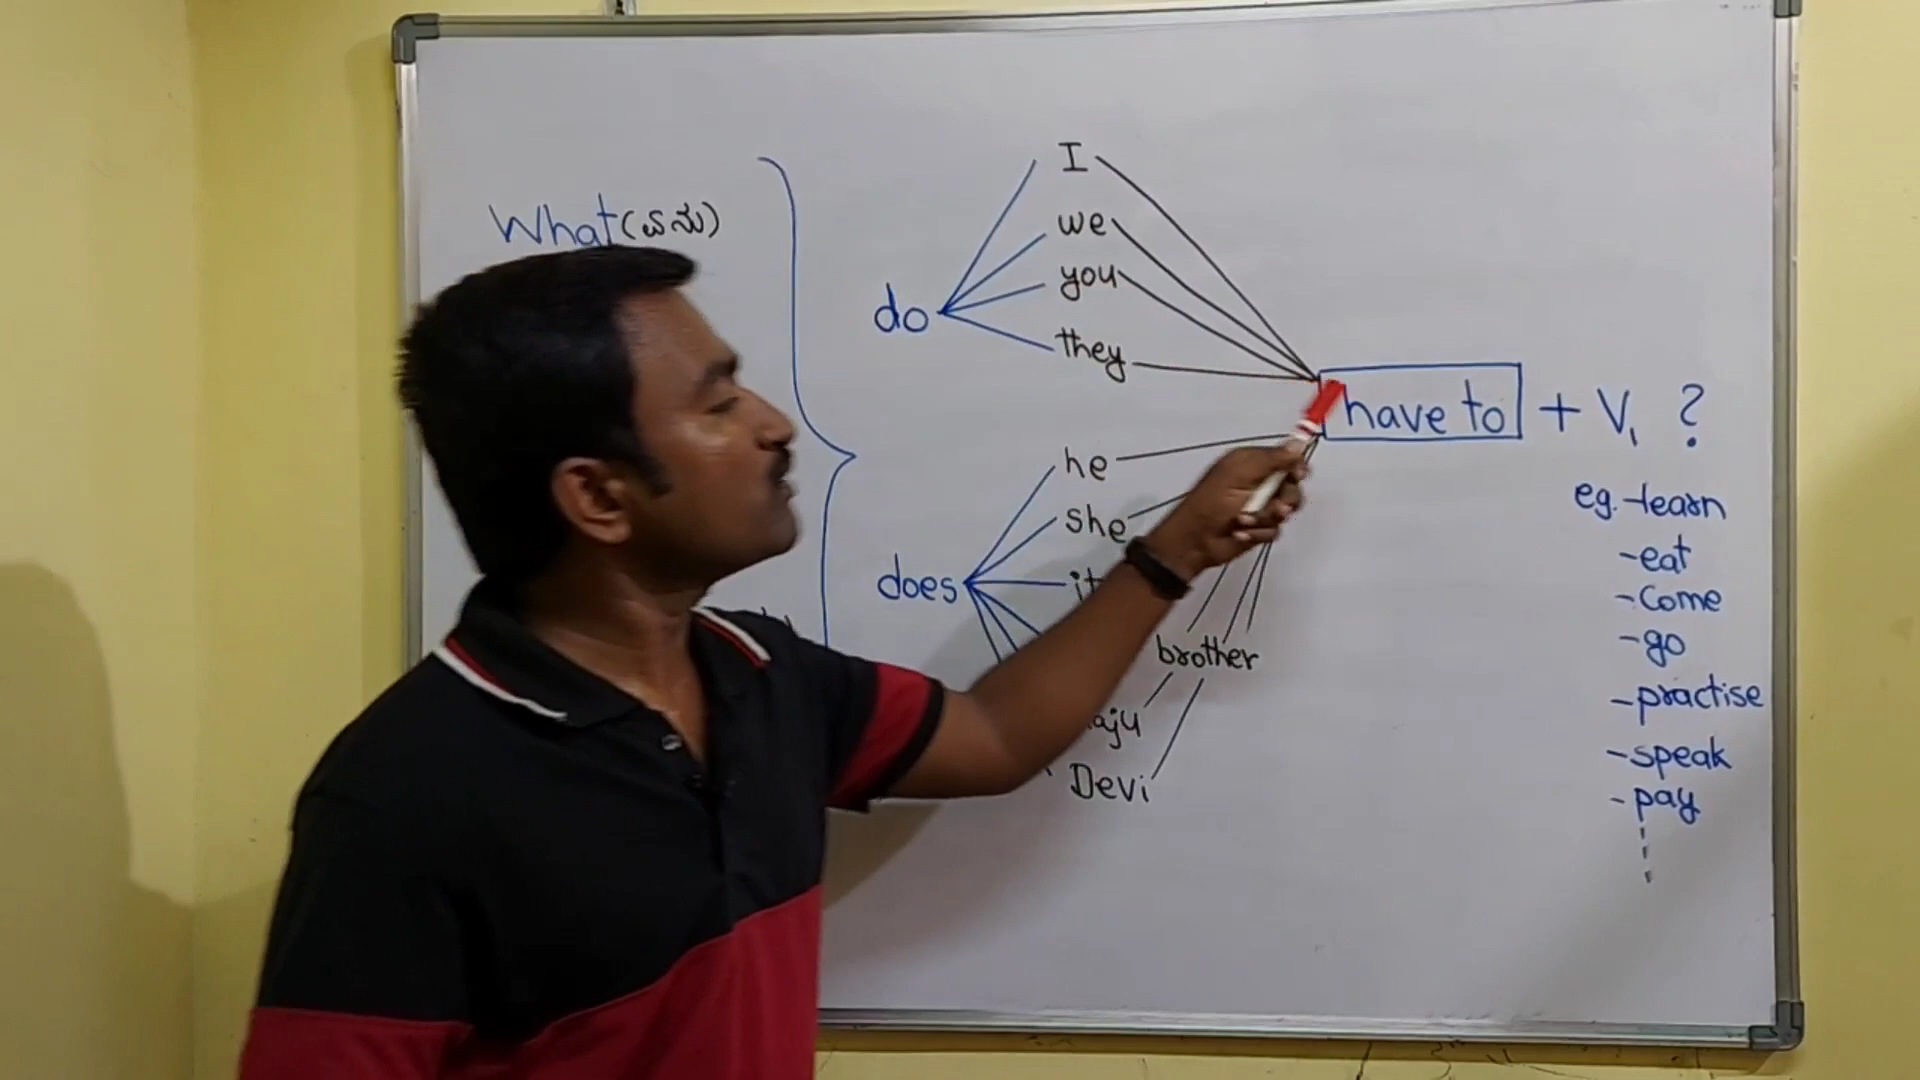 What (ಏನು)
do
I
we
you
they
does
he
she
it
brother
Devi
have to + V₁ ?
eg. -learn
-eat
-Come
-go
-practise
-speak
-pay